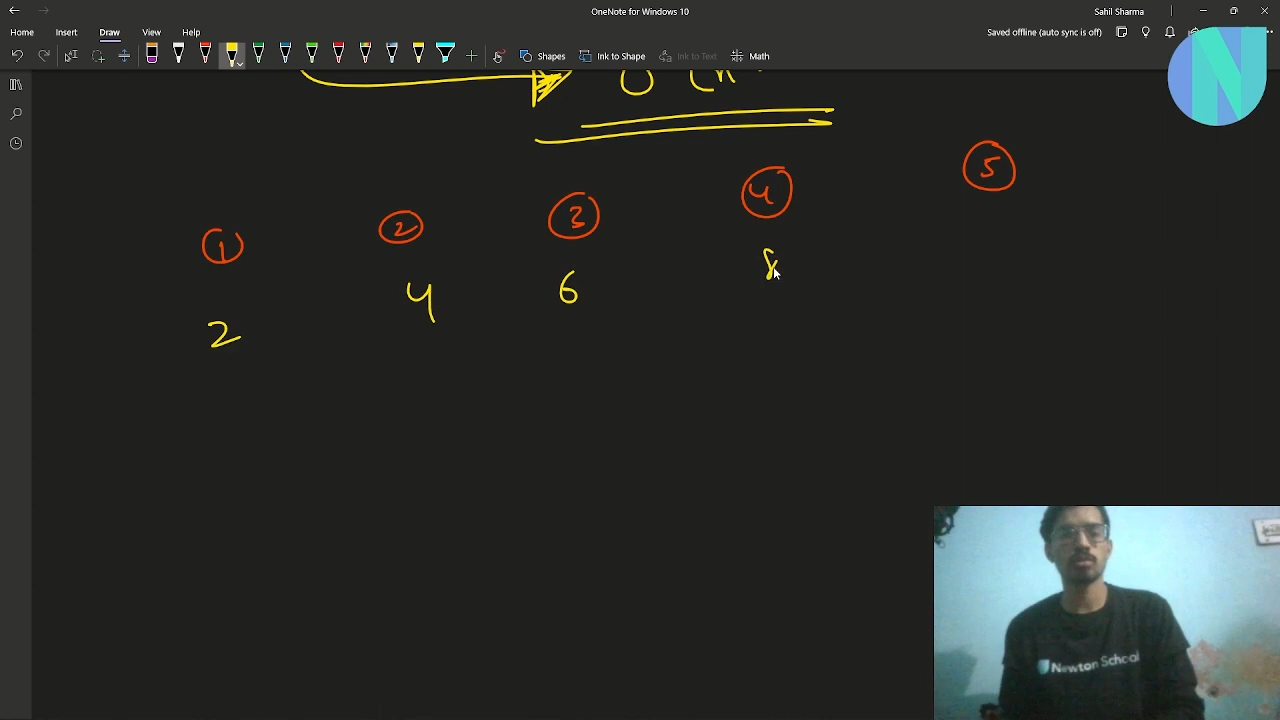 OneNote for Windows 10
Sahil Sharma
Home Insert Draw View Help
Saved offline (auto sync is off)
Shapes Ink to Shape Ink to Text Math
N
O (n
1 2 3 4 5
2 4 6 8
Newton School